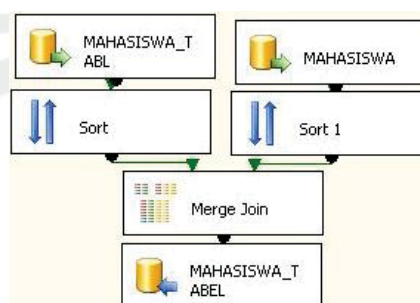 MAHASISWA_T
ABL
MAHASISWA
Sort
Sort 1
Merge Join
MAHASISWA_T
ABEL